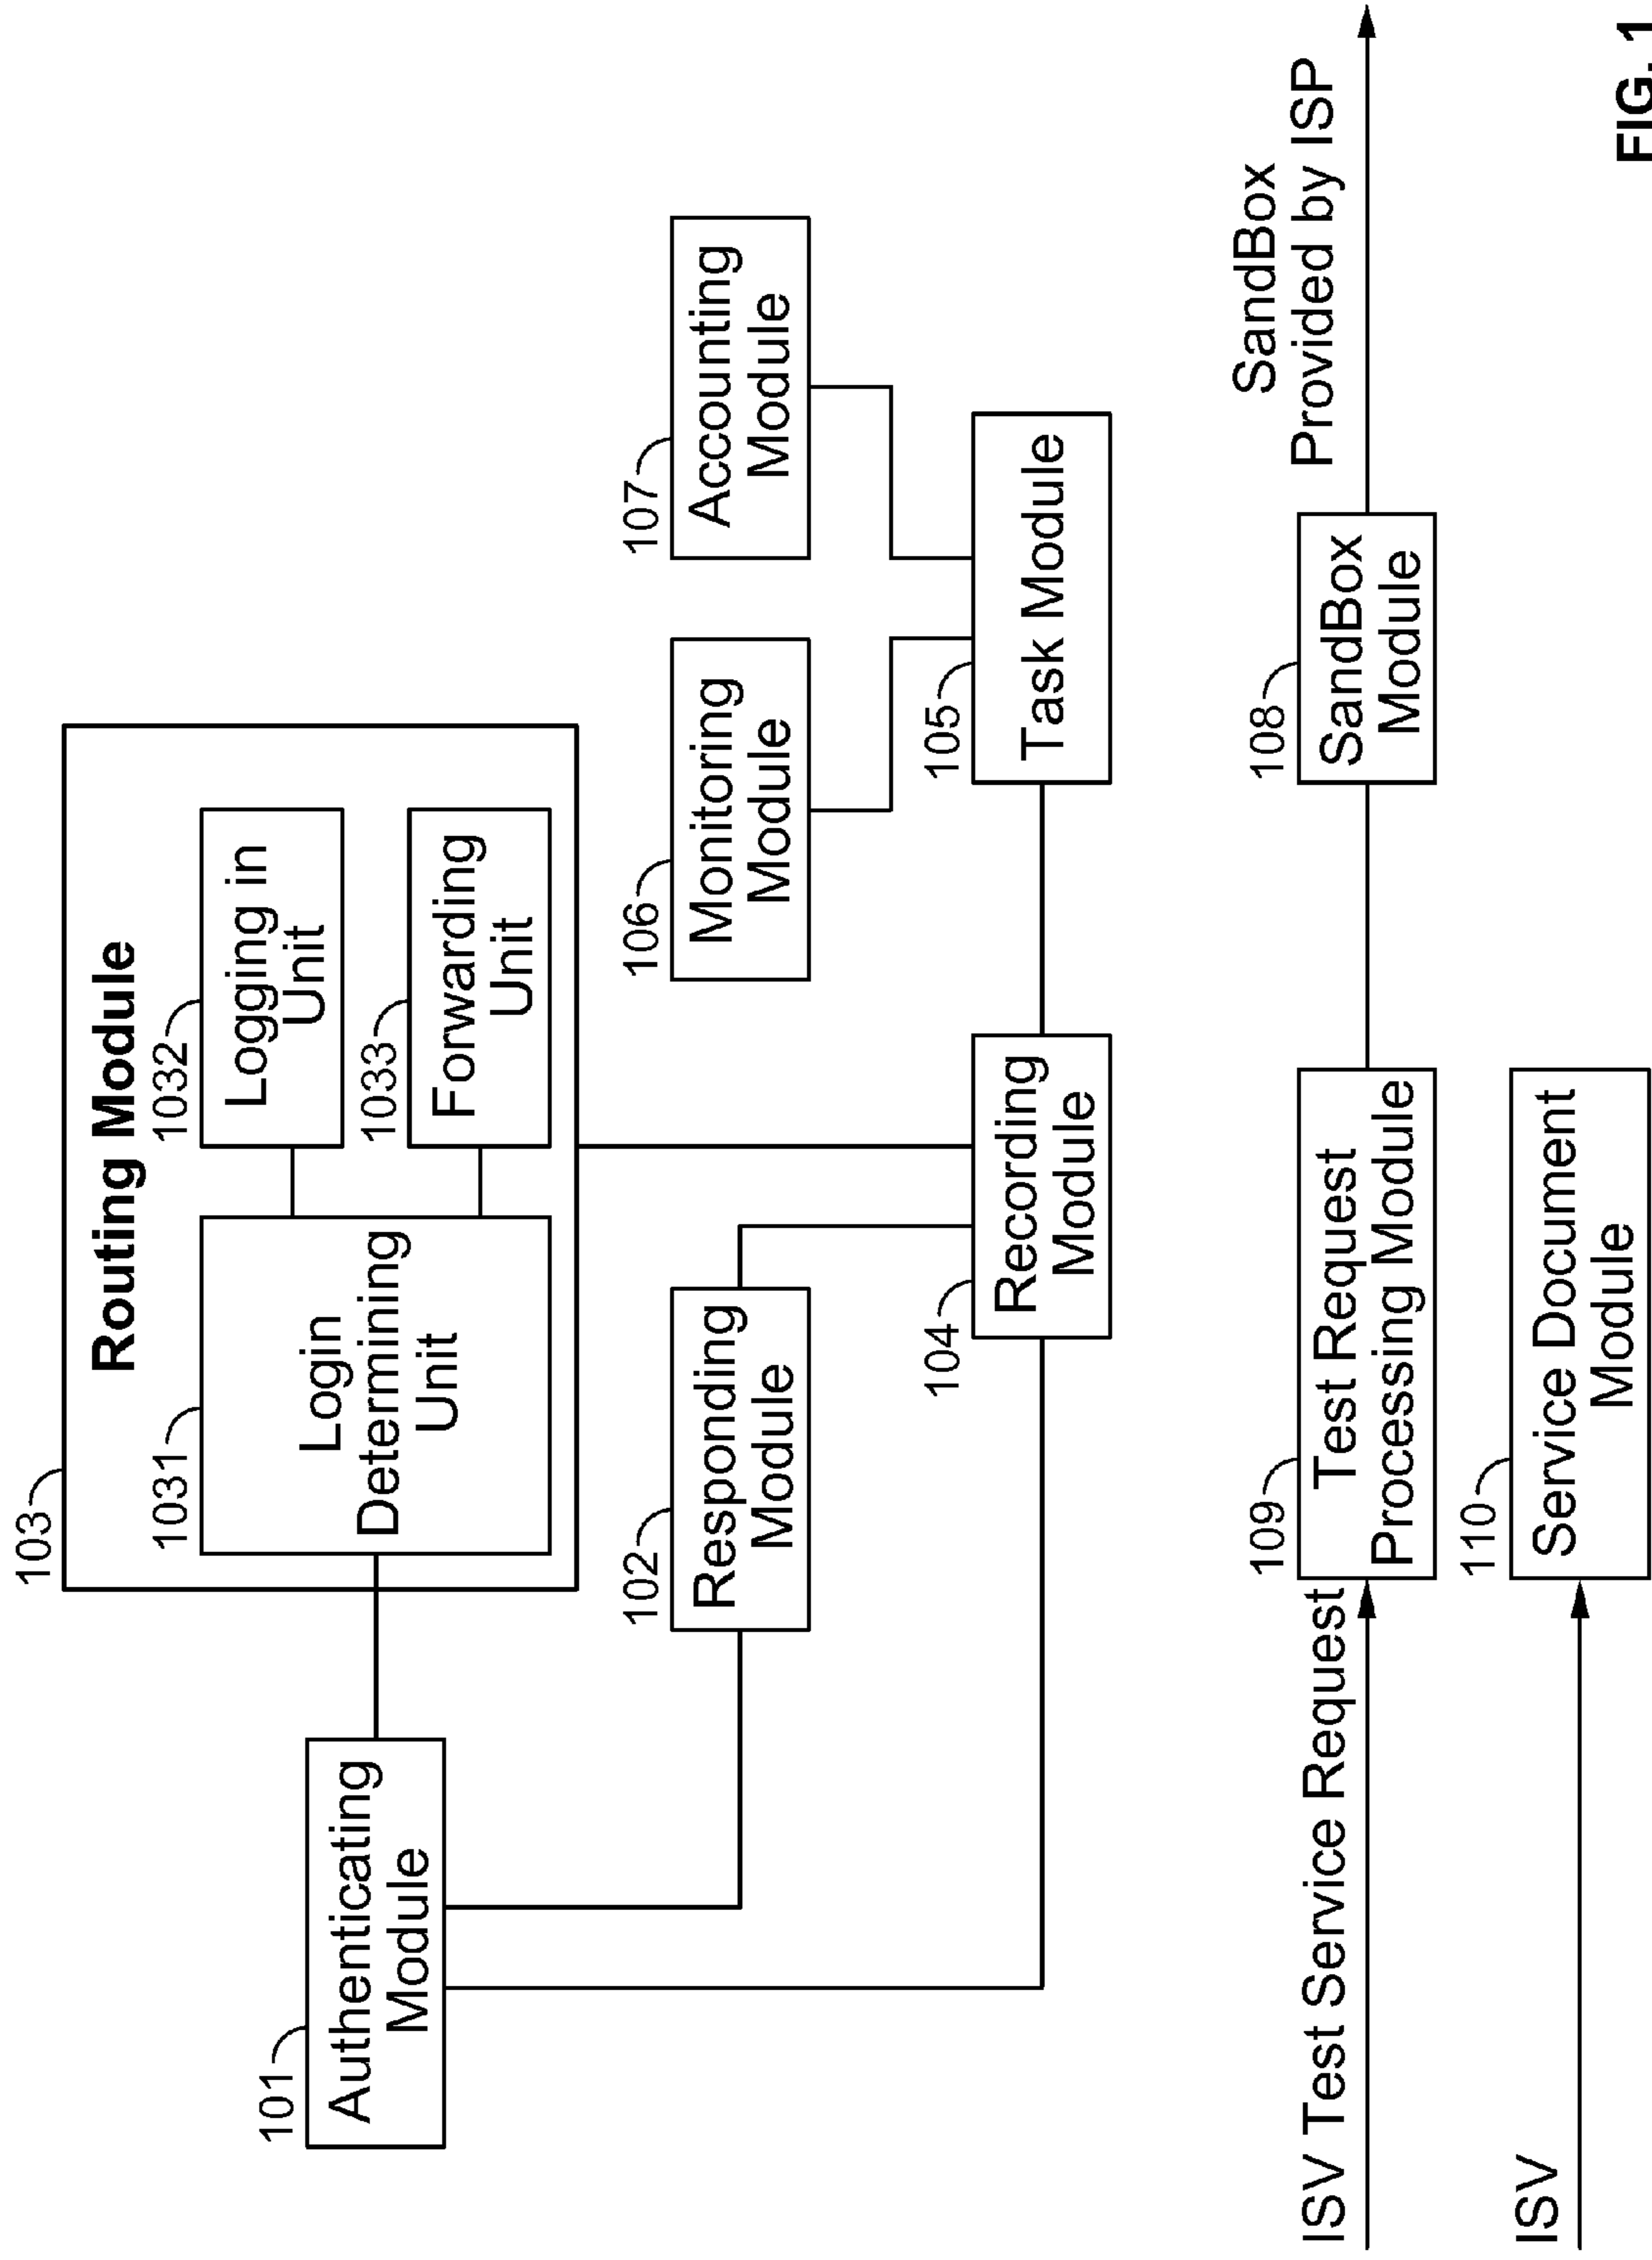 103
Routing Module
1031
Login
Determining
Unit
1032
Logging in
Unit
1033
Forwarding
Unit
101
Authenticating
Module
102
Responding
Module
106
Monitoring
Module
107
Accounting
Module
104
Recording
Module
105
Task Module
ISV Test Service Request
109
Test Request
Processing Module
108
SandBox
Module
SandBox
Provided by ISP
ISV
110
Service Document
Module
FIG. 1